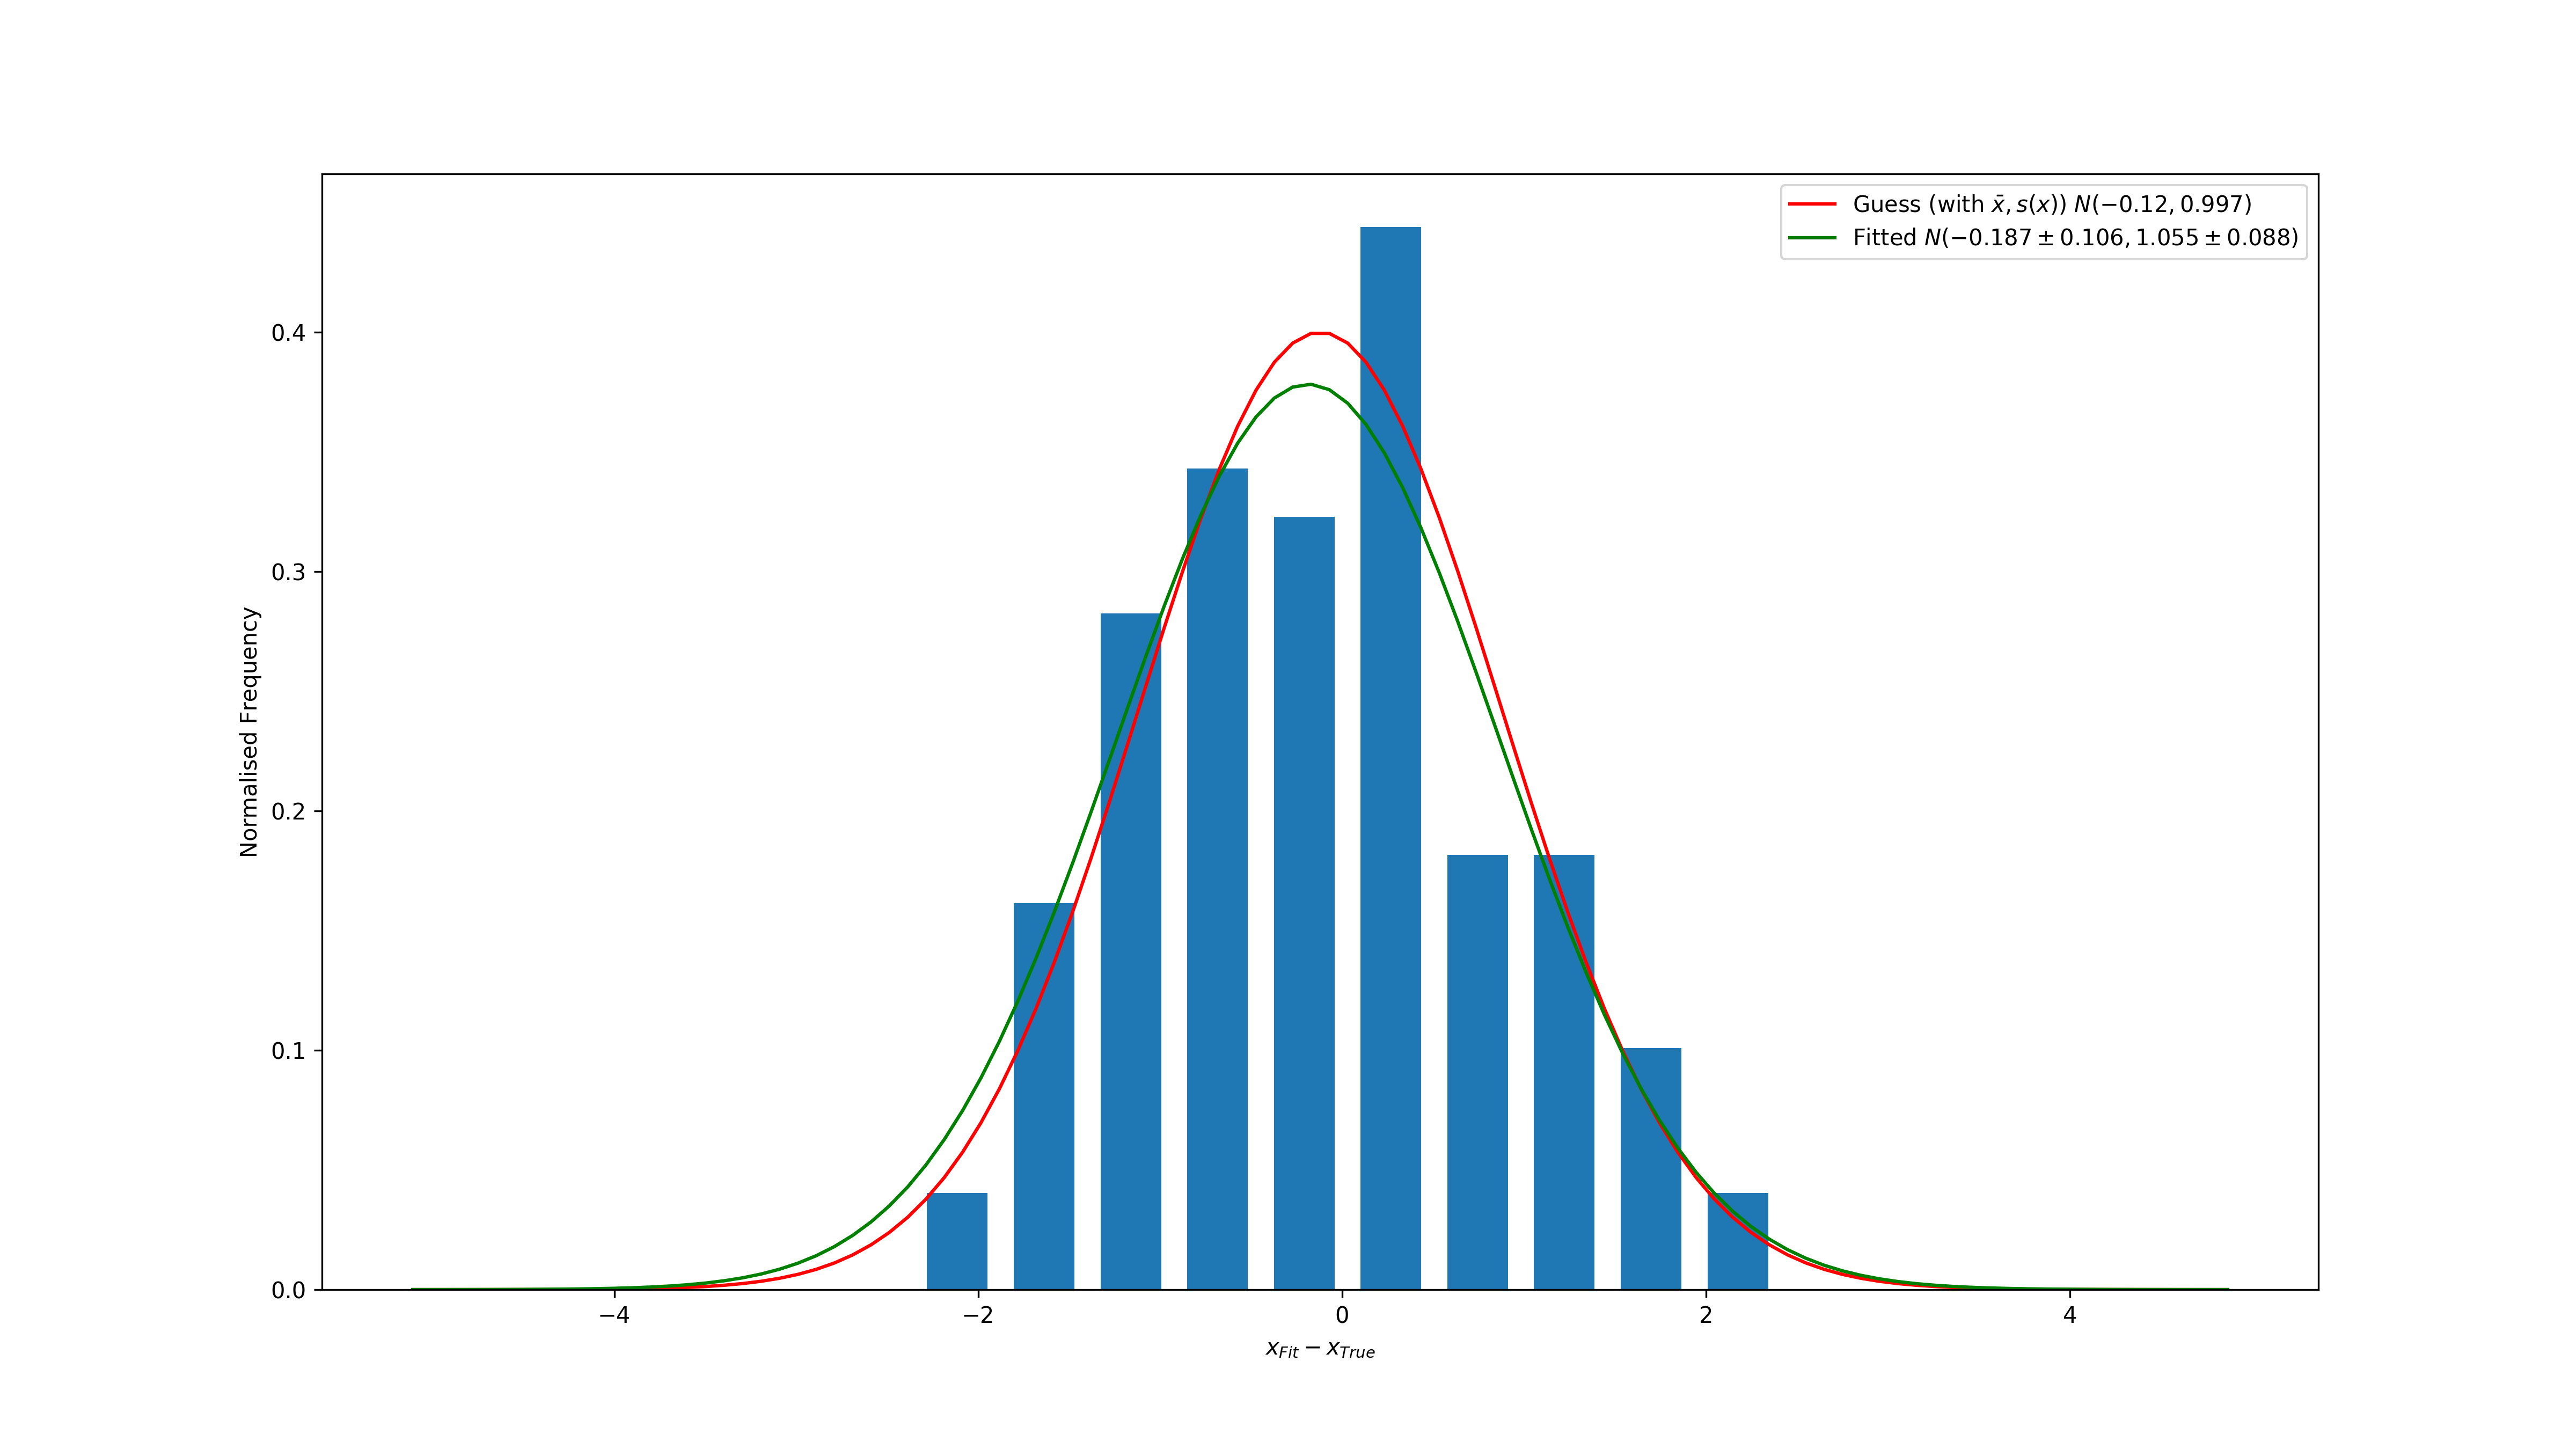 Guess (with x̄, s(x)) N(−0.12, 0.997)
Fitted N(−0.187 ± 0.106, 1.055 ± 0.088)
Normalised Frequency
0.4
0.3
0.2
0.1
0.0
−4 −2 0 2 4
x_Fit − x_True